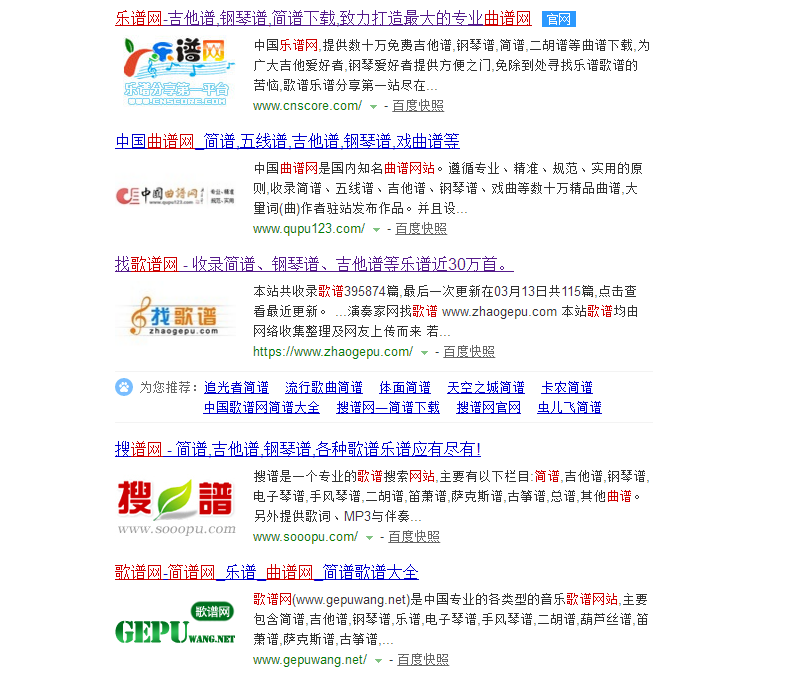 乐谱网-吉他谱,钢琴谱,简谱下载,致力打造最大的专业曲谱网 官网
乐谱网
乐谱分享第一平台
WWW.CNSCORE.COM
中国乐谱网,提供数十万免费吉他谱,钢琴谱,简谱,二胡谱等曲谱下载,为
广大吉他爱好者,钢琴爱好者提供方便之门,免除到处寻找乐谱歌谱的
苦恼,歌谱乐谱分享第一站尽在...
www.cnscore.com/ - 百度快照
中国曲谱网_简谱,五线谱,吉他谱,钢琴谱,戏曲谱等
中国曲谱网
www.qupu123.com
专业·精准
规范·实用
中国曲谱网是国内知名曲谱网站。遵循专业、精准、规范、实用的原
则,收录简谱、五线谱、吉他谱、钢琴谱、戏曲等数十万精品曲谱,大
量词(曲)作者驻站发布作品。并且设...
www.qupu123.com/ - 百度快照
找歌谱网 - 收录简谱、钢琴谱、吉他谱等乐谱近30万首。
找歌谱
zhaogepu.com
本站共收录歌谱395874篇,最后一次更新在03月13日共115篇,点击查
看最近更新。 ...演奏家网找歌谱 www.zhaogepu.com 本站歌谱均由
网络收集整理及网友上传而来 若...
https://www.zhaogepu.com/ - 百度快照
为您推荐: 追光者简谱 流行歌曲简谱 体面简谱 天空之城简谱 卡农简谱
中国歌谱网简谱大全 搜谱网—简谱下载 搜谱网官网 虫儿飞简谱
搜谱网 - 简谱,吉他谱,钢琴谱,各种歌谱乐谱应有尽有!
搜譜
www.sooopu.com
搜谱是一个专业的歌谱搜索网站,主要有以下栏目:简谱,吉他谱,钢琴谱,
电子琴谱,手风琴谱,二胡谱,笛萧谱,萨克斯谱,古筝谱,总谱,其他曲谱。
另外提供歌词、MP3与伴奏...
www.sooopu.com/ - 百度快照
歌谱网-简谱网_乐谱_曲谱网_简谱歌谱大全
歌谱网
GEPUWANG.NET
歌谱网(www.gepuwang.net)是中国专业的各类型的音乐歌谱网站,主要
包含简谱,吉他谱,钢琴谱,乐谱,电子琴谱,手风琴谱,二胡谱,葫芦丝谱,笛
萧谱,萨克斯谱,古筝谱,...
www.gepuwang.net/ - 百度快照